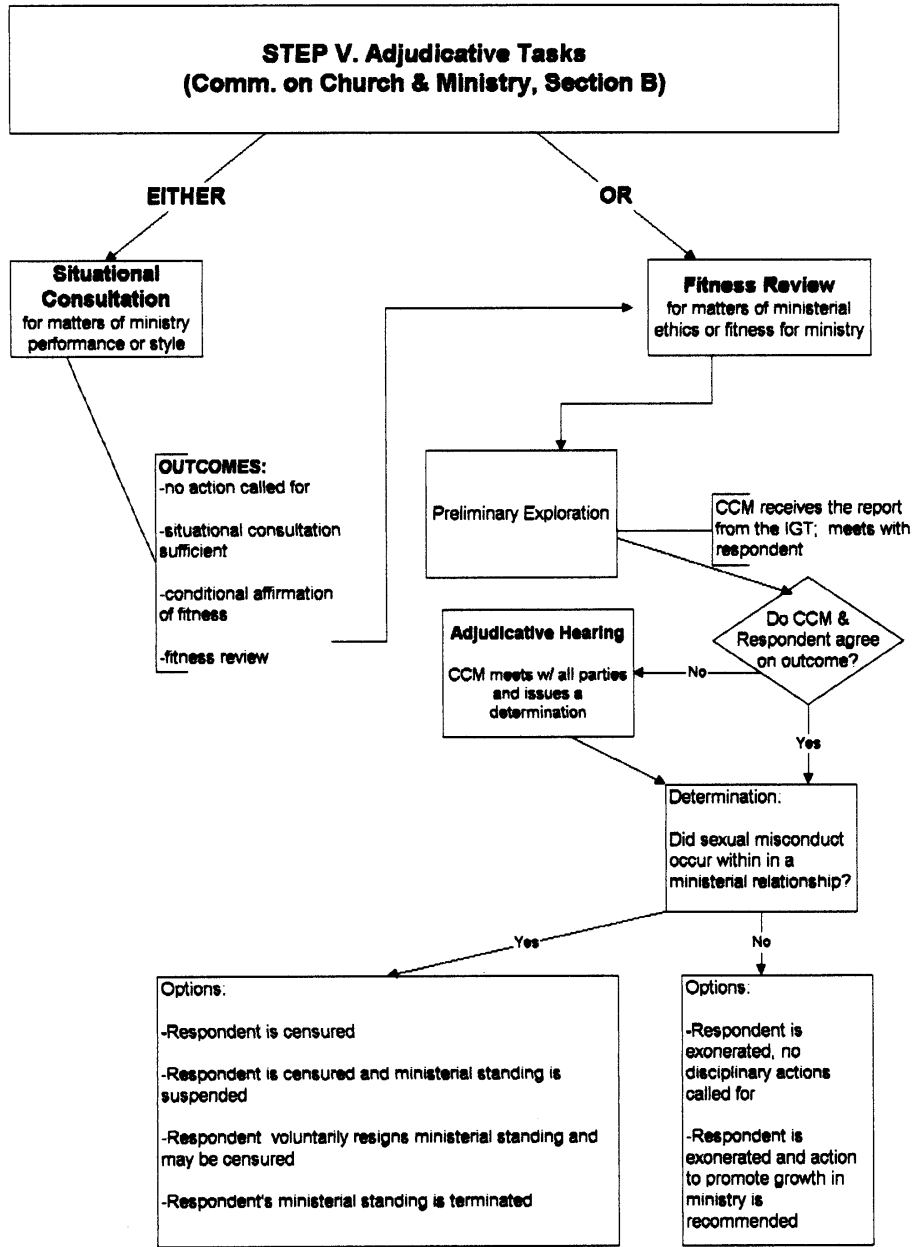 STEP V. Adjudicative Tasks
(Comm. on Church & Ministry, Section B)
EITHER
OR
Situational
Consultation
for matters of ministry
performance or style
Fitness Review
for matters of ministerial
ethics or fitness for ministry
OUTCOMES:
-no action called for
-situational consultation
sufficient
-conditional affirmation
of fitness
-fitness review
Preliminary Exploration
CCM receives the report
from the IGT; meets with
respondent
Do CCM &
Respondent agree
on outcome?
No
Adjudicative Hearing
CCM meets w/ all parties
and issues a
determination
Yes
Determination:
Did sexual misconduct
occur within in a
ministerial relationship?
Yes
No
Options:
-Respondent is censured
-Respondent is censured and ministerial standing is
suspended
-Respondent voluntarily resigns ministerial standing and
may be censured
-Respondent's ministerial standing is terminated
Options:
-Respondent is
exonerated, no
disciplinary actions
called for
-Respondent is
exonerated and action
to promote growth in
ministry is
recommended